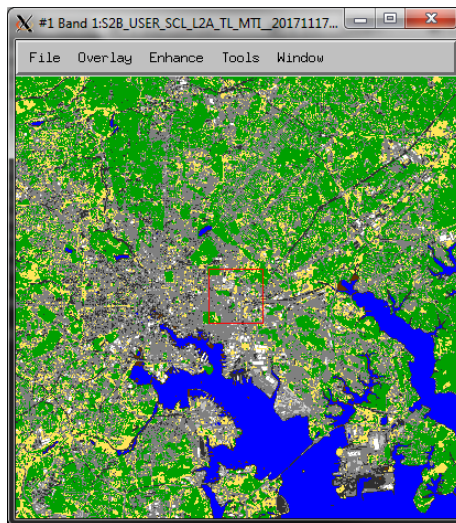 #1 Band 1:S2B_USER_SCL_L2A_TL_MTI__20171117...
File Overlay Enhance Tools Window